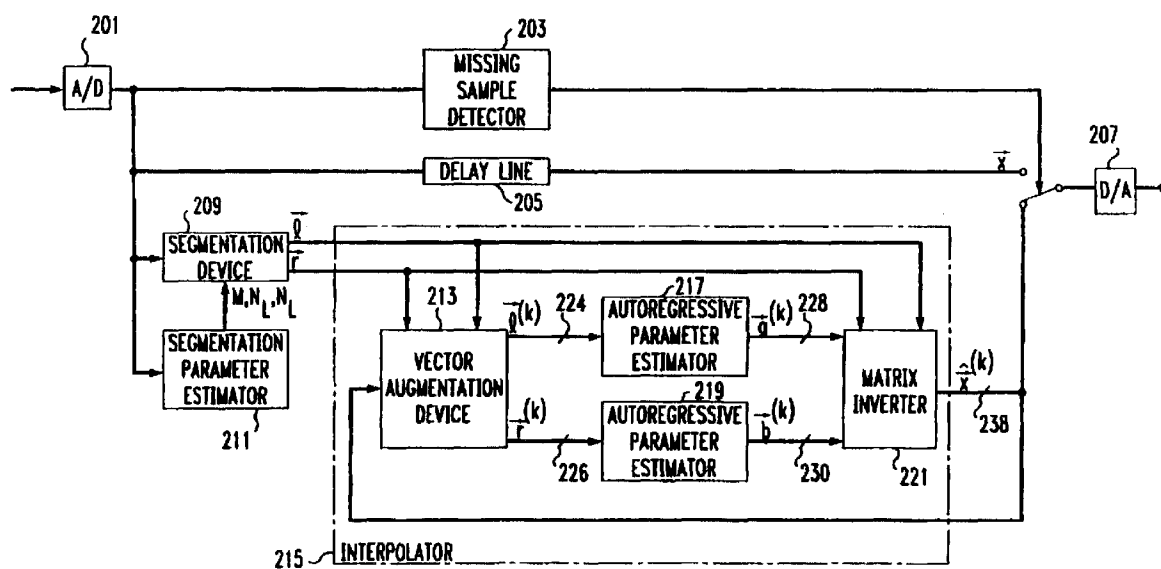 201
A/D
203
MISSING
SAMPLE
DETECTOR
DELAY LINE
205
x
207
D/A
209
SEGMENTATION
DEVICE
l
r
M,N_L,N_L
SEGMENTATION
PARAMETER
ESTIMATOR
211
213
VECTOR
AUGMENTATION
DEVICE
l^(k)
224
r^(k)
226
217
AUTOREGRESSIVE
PARAMETER
ESTIMATOR
a^(k)
228
219
AUTOREGRESSIVE
PARAMETER
ESTIMATOR
b^(k)
230
MATRIX
INVERTER
221
x̂^(k)
238
215
INTERPOLATOR